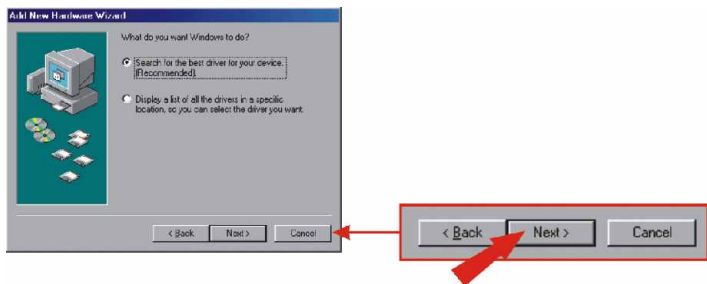 Add New Hardware Wizard
What do you want Windows to do?
Search for the best driver for your device.
(Recommended).
Display a list of all the drivers in a specific
location, so you can select the driver you want.
< Back
Next >
Cancel
< Back
Next >
Cancel